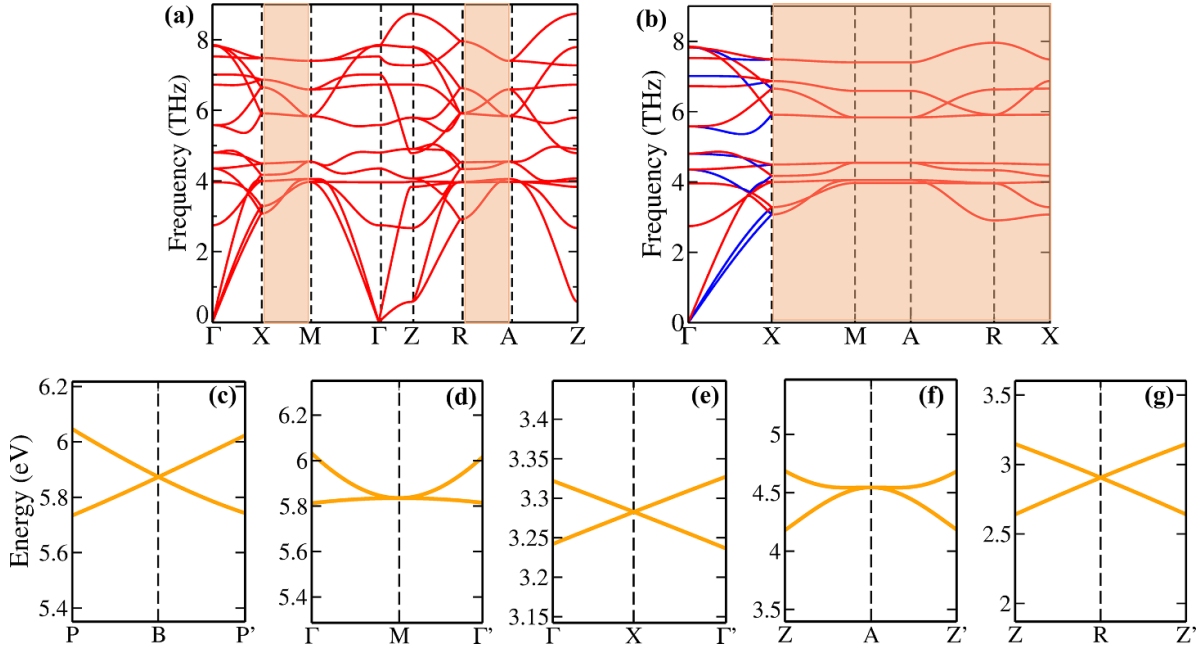 (a)
(b)
Frequency (THz)
8
6
4
2
0
Γ X M Γ Z R A Z
Frequency (THz)
8
6
4
2
0
Γ X M A R X
Energy (eV)
(c)
6.2
6
5.8
5.6
5.4
P B P'
(d)
6.2
6
5.8
5.6
5.4
Γ M Γ'
(e)
3.4
3.35
3.3
3.25
3.2
3.15
Γ X Γ'
(f)
5
4.5
4
3.5
Z A Z'
(g)
3.5
3
2.5
2
Z R Z'